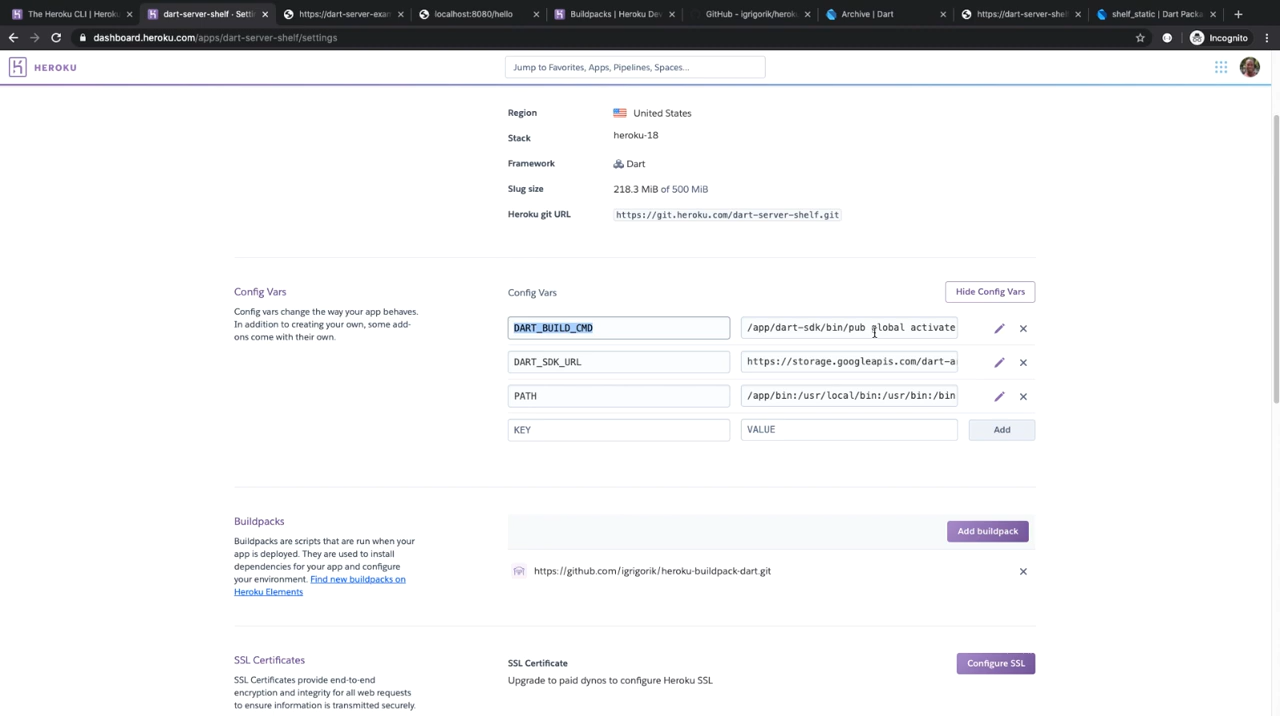 The Heroku CLI | Heroku
dart-server-shelf · Setti
https://dart-server-exan
localhost:8080/hello
Buildpacks | Heroku De
GitHub - igrigorik/heroku
Archive | Dart
https://dart-server-shel
shelf_static | Dart Packa
dashboard.heroku.com/apps/dart-server-shelf/settings
Incognito
HEROKU
Jump to Favorites, Apps, Pipelines, Spaces...
Region
United States
Stack
heroku-18
Framework
Dart
Slug size
218.3 MiB of 500 MiB
Heroku git URL
https://git.heroku.com/dart-server-shelf.git
Config Vars
Config vars change the way your app behaves.
In addition to creating your own, some add-
ons come with their own.
Config Vars
Hide Config Vars
DART_BUILD_CMD
/app/dart-sdk/bin/pub global activate
DART_SDK_URL
https://storage.googleapis.com/dart-a
PATH
/app/bin:/usr/local/bin:/usr/bin:/bin
KEY
VALUE
Add
Buildpacks
Buildpacks are scripts that are run when your
app is deployed. They are used to install
dependencies for your app and configure
your environment. Find new buildpacks on
Heroku Elements
Add buildpack
https://github.com/igrigorik/heroku-buildpack-dart.git
SSL Certificates
SSL Certificates provide end-to-end
encryption and integrity for all web requests
to ensure information is transmitted securely.
SSL Certificate
Upgrade to paid dynos to configure Heroku SSL
Configure SSL